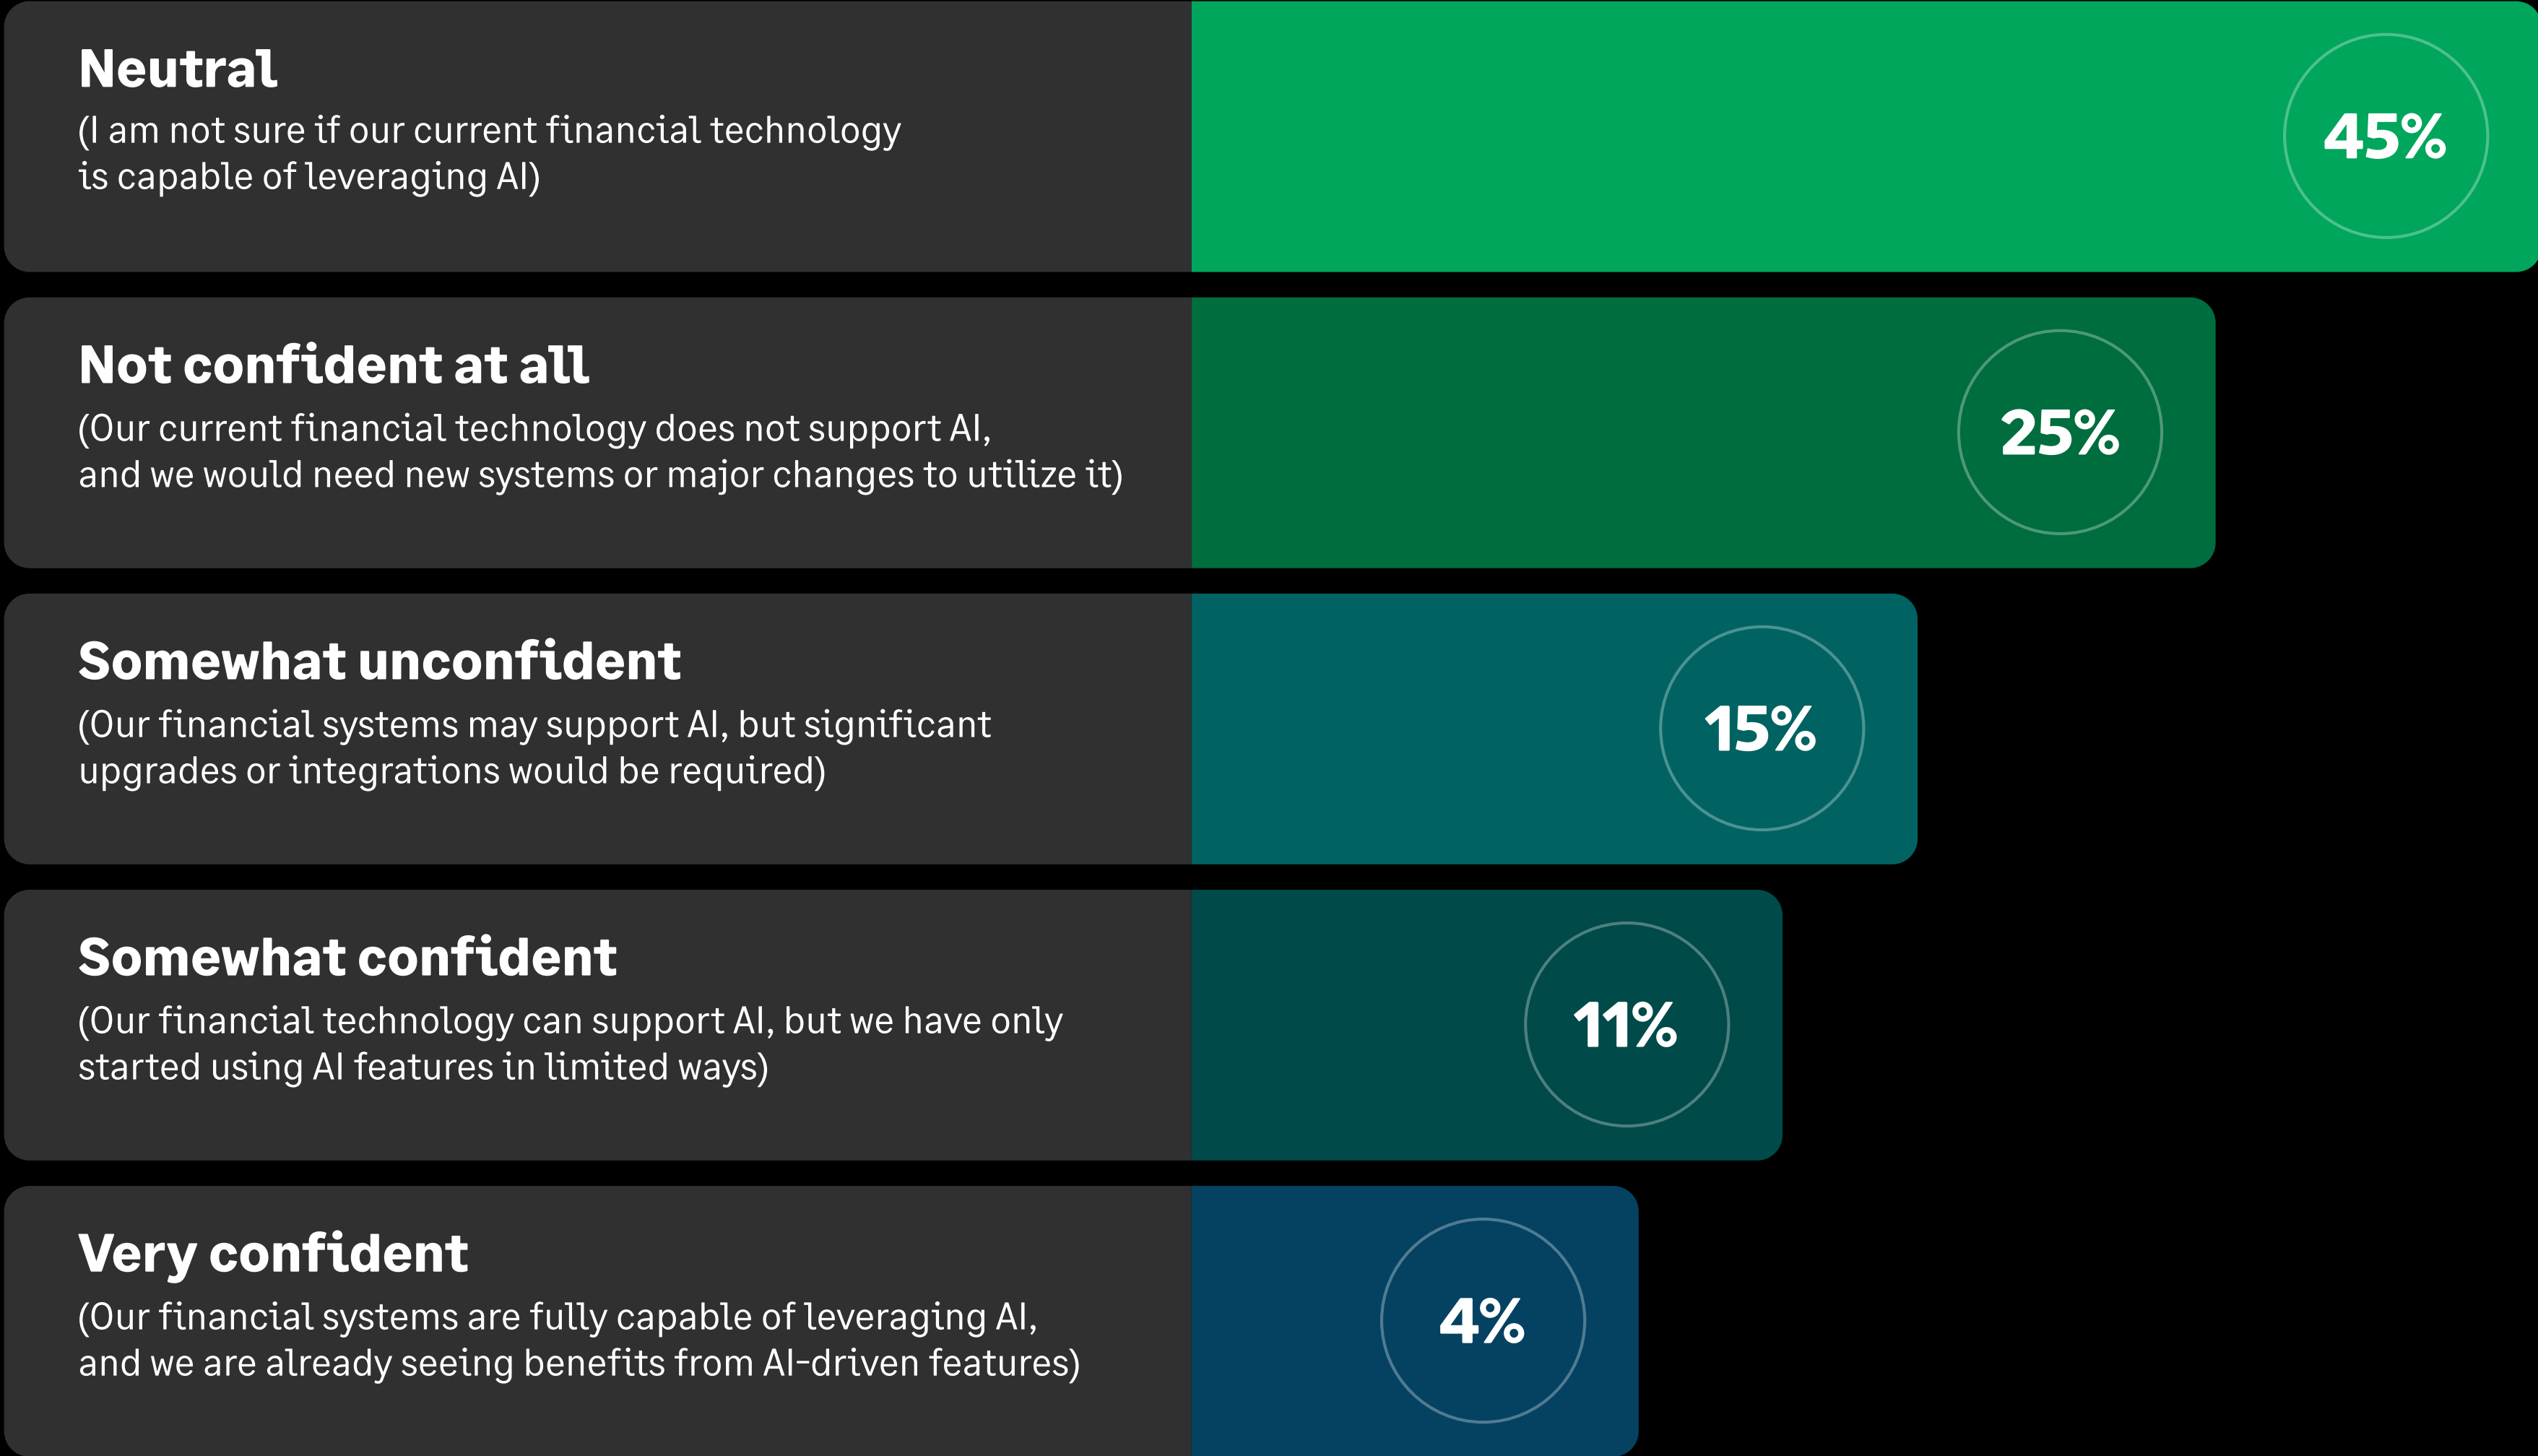 Neutral
(I am not sure if our current financial technology
is capable of leveraging AI)
45%
Not confident at all
(Our current financial technology does not support AI,
and we would need new systems or major changes to utilize it)
25%
Somewhat unconfident
(Our financial systems may support AI, but significant
upgrades or integrations would be required)
15%
Somewhat confident
(Our financial technology can support AI, but we have only
started using AI features in limited ways)
11%
Very confident
(Our financial systems are fully capable of leveraging AI,
and we are already seeing benefits from AI-driven features)
4%